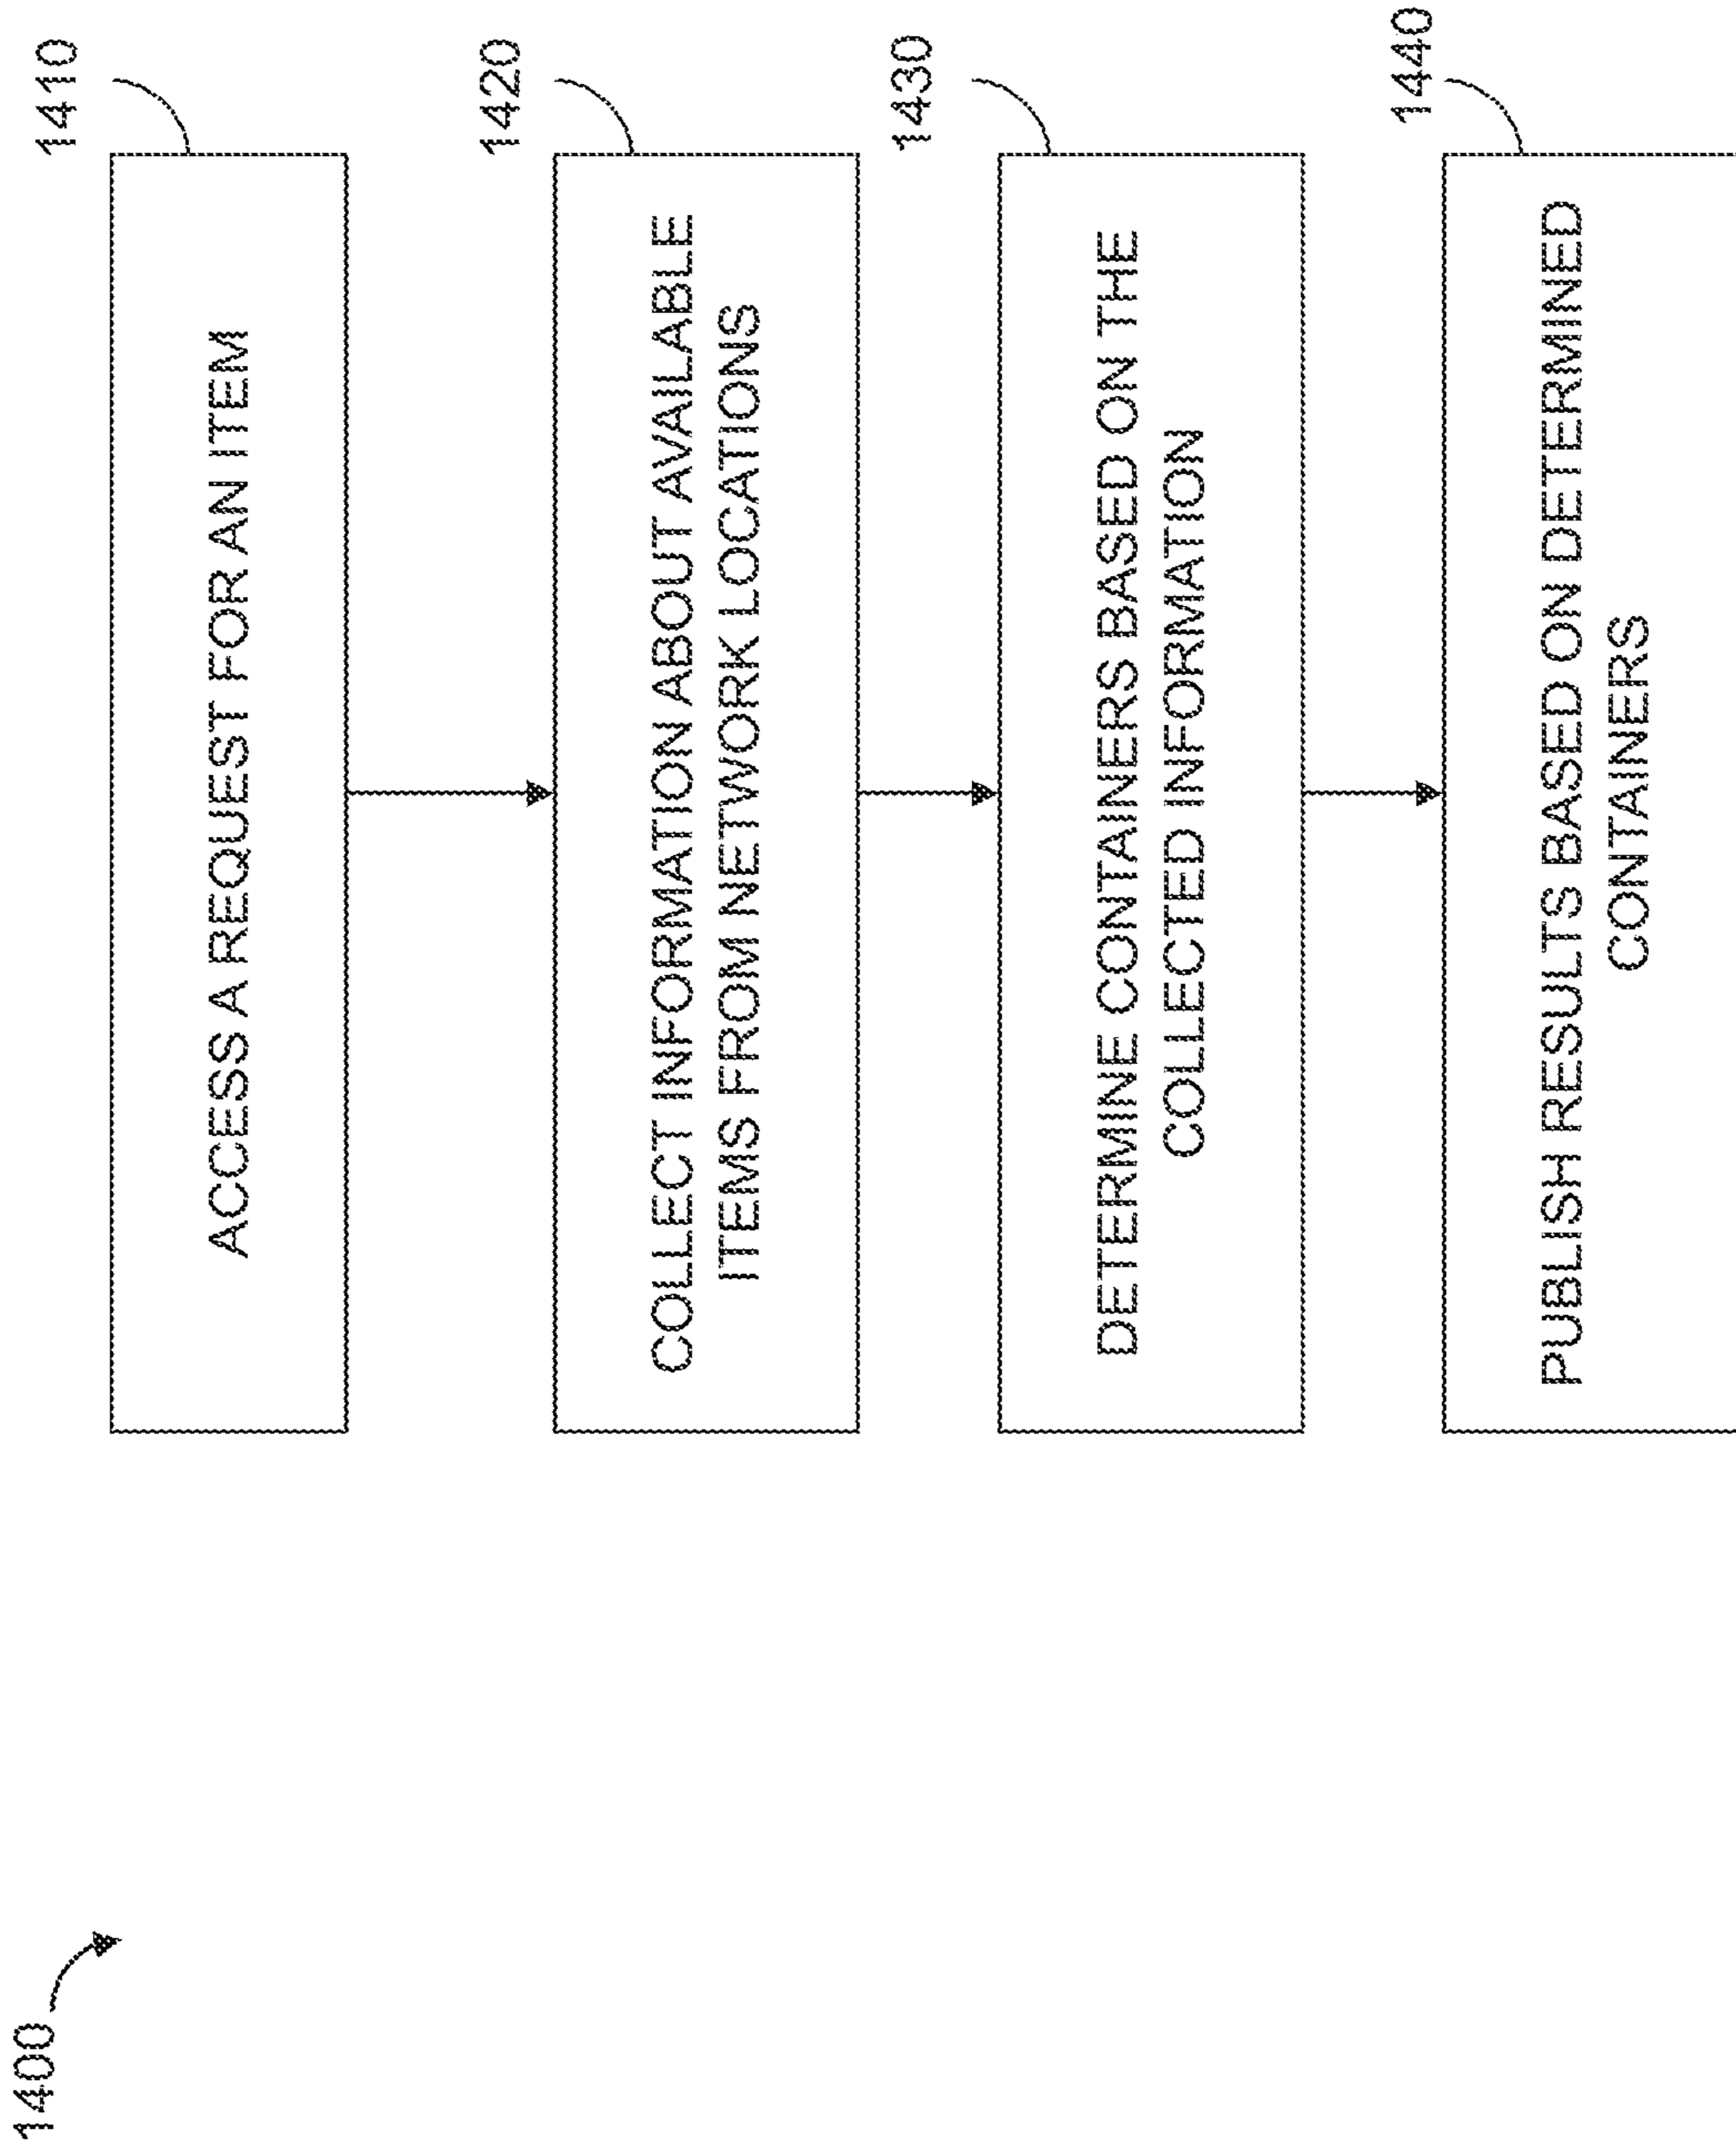 1400
1410
ACCESS A REQUEST FOR AN ITEM
1420
COLLECT INFORMATION ABOUT AVAILABLE
ITEMS FROM NETWORK LOCATIONS
1430
DETERMINE CONTAINERS BASED ON THE
COLLECTED INFORMATION
1440
PUBLISH RESULTS BASED ON DETERMINED
CONTAINERS